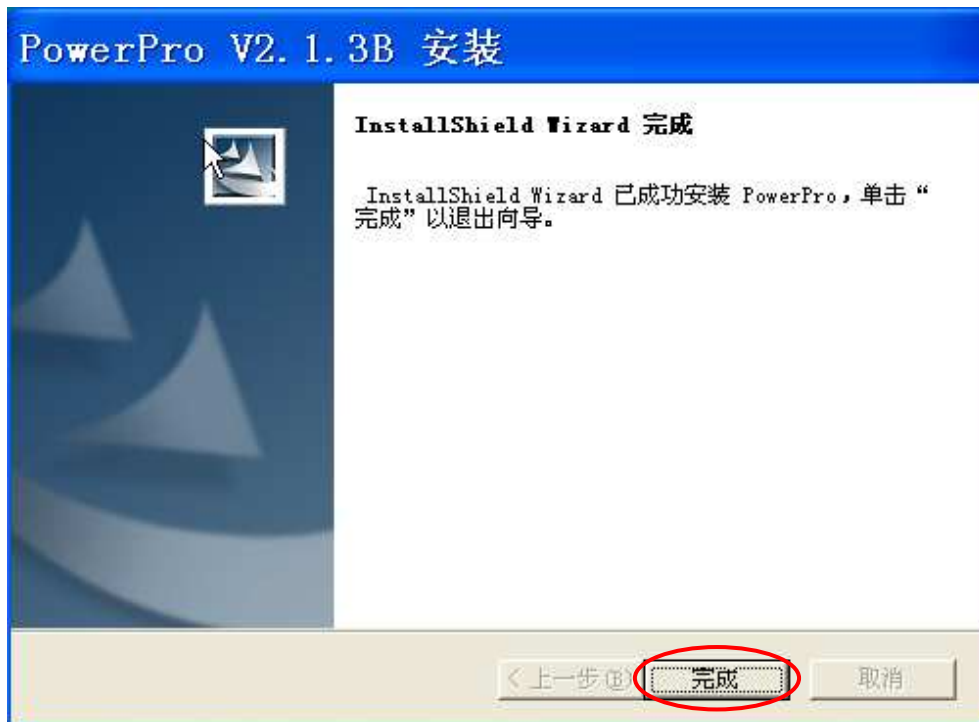 PowerPro V2.1.3B 安装
InstallShield Wizard 完成
InstallShield Wizard 已成功安装 PowerPro，单击“
完成”以退出向导。
< 上一步(B) 完成 取消